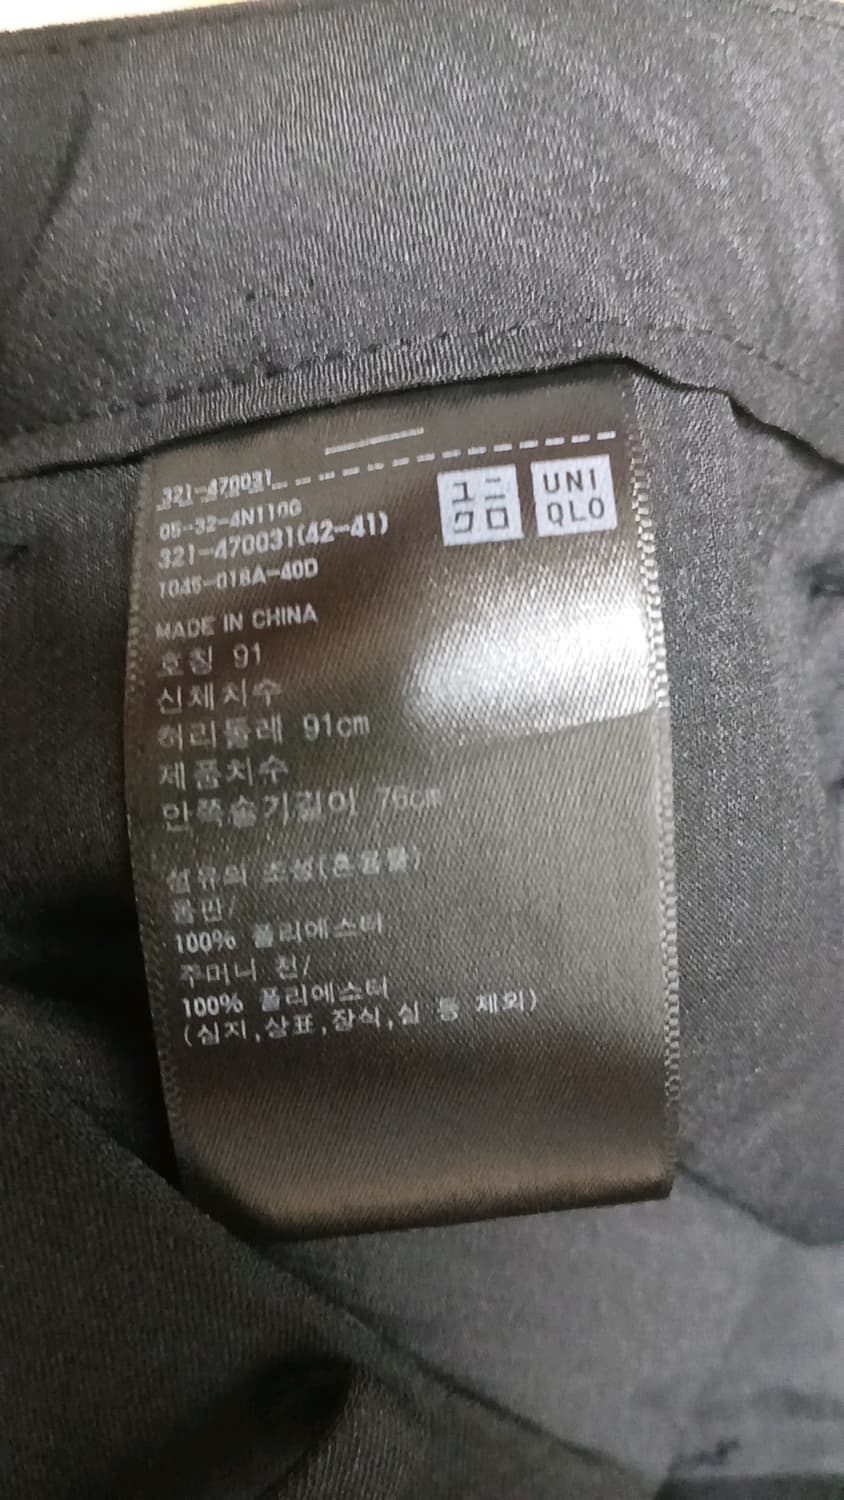 321-470031
ユニ
クロ
UNI
QLO
05-32-4N110G
321-470031(42-41)
1046-018A-40D
MADE IN CHINA
호칭 91
신체치수
허리둘레 91cm
제품치수
안쪽솔기길이 76cm
섬유의 조성(혼용률)
몸판/
100% 폴리에스터
주머니 천/
100% 폴리에스터
(심지,상표,장식,실 등 제외)